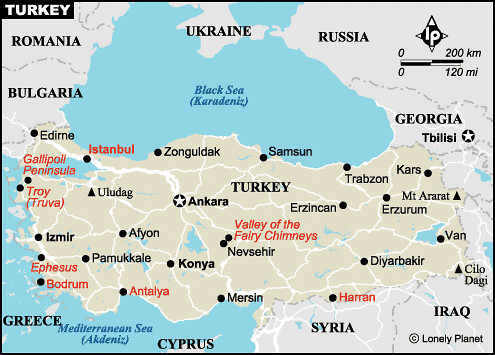 TURKEY
UKRAINE
ROMANIA
RUSSIA
lp
0 200 km
0 120 mi
BULGARIA
Black Sea
(Karadeniz)
GEORGIA
Tbilisi
Edirne
Istanbul
Zonguldak
Samsun
Gallipoli
Peninsula
Trabzon
Kars
Troy
(Truva)
Uludag
TURKEY
Mt Ararat
Ankara
Erzincan
Erzurum
Valley of the
Fairy Chimneys
Izmir
Afyon
Van
Nevsehir
Ephesus
Pamukkale
Konya
Diyarbakir
Cilo
Dagi
Bodrum
Antalya
Mersin
Harran
IRAQ
GREECE
Mediterranean Sea
(Akdeniz)
SYRIA
CYPRUS
© Lonely Planet